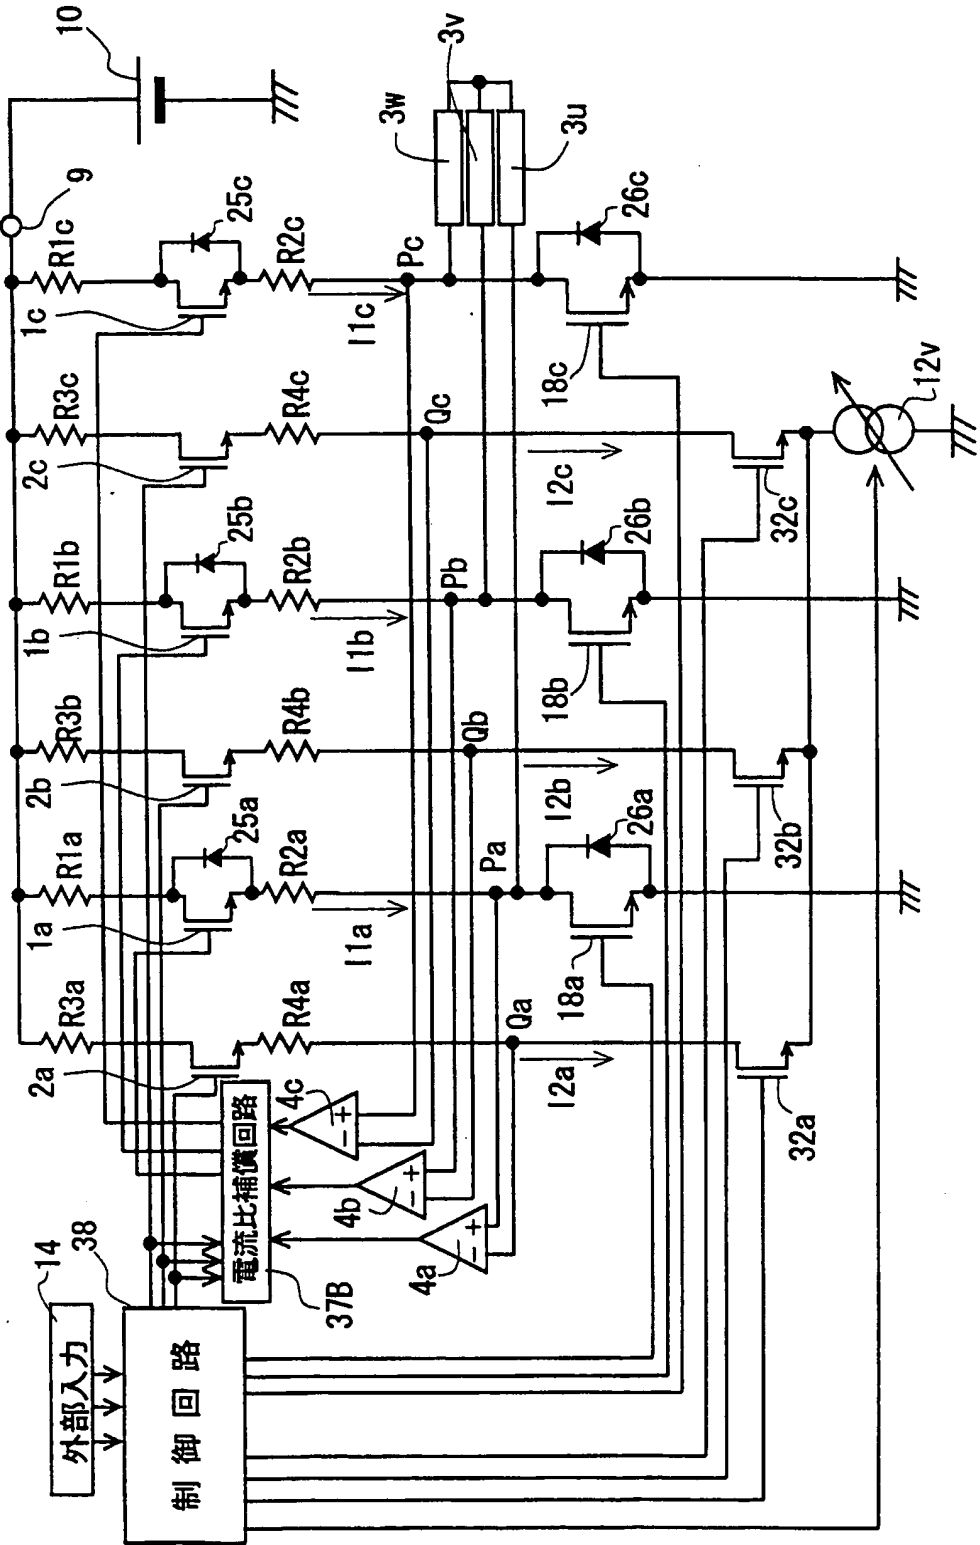 10
9
R1c
25c
1c
R2c
Pc
I1c
3w
3v
3u
26c
18c
R3c
2c
R4c
Qc
I2c
32c
12v
R1b
25b
1b
R2b
Pb
I1b
26b
18b
R3b
2b
R4b
Qb
I2b
32b
R1a
25a
1a
R2a
Pa
I1a
26a
18a
R3a
2a
R4a
Qa
I2a
32a
4c
- +
4b
- +
4a
- +
電流比補償回路
37B
14
外部入力
38
制御回路